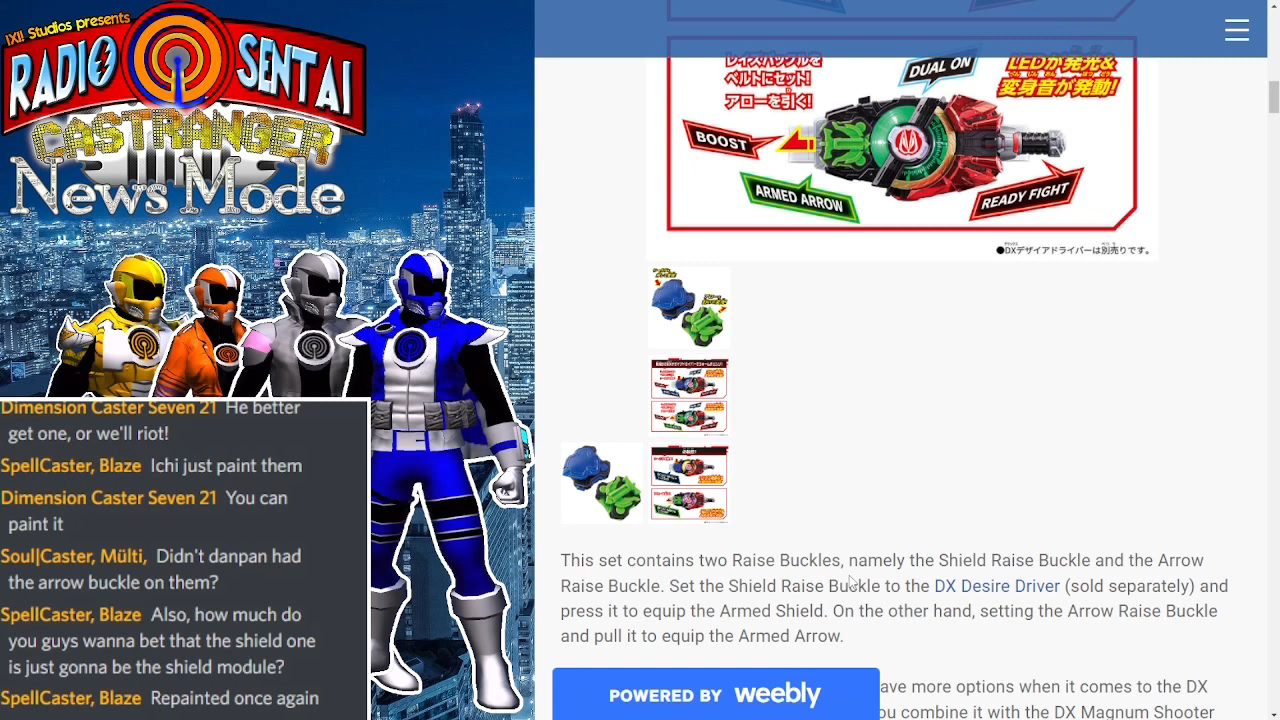 IXII Studios presents
RADIO SENTAI
CASTRANGER
News Mode
Dimension Caster Seven 21 He better
get one, or we'll riot!
SpellCaster, Blaze Ichi just paint them
Dimension Caster Seven 21 You can
paint it
Soul|Caster, Mülti, Didn't danpan had
the arrow buckle on them?
SpellCaster, Blaze Also, how much do
you guys wanna bet that the shield one
is just gonna be the shield module?
SpellCaster, Blaze Repainted once again
レイズバックルを
ベルトにセット!
アローを引く!
DUAL ON
LEDが発光&
変身音が発動!
BOOST
ARMED ARROW
READY FIGHT
●DXデザイアドライバーは別売りです。
This set contains two Raise Buckles, namely the Shield Raise Buckle and the Arrow
Raise Buckle. Set the Shield Raise Buckle to the DX Desire Driver (sold separately) and
press it to equip the Armed Shield. On the other hand, setting the Arrow Raise Buckle
and pull it to equip the Armed Arrow.
POWERED BY weebly
ave more options when it comes to the DX
ou combine it with the DX Magnum Shooter